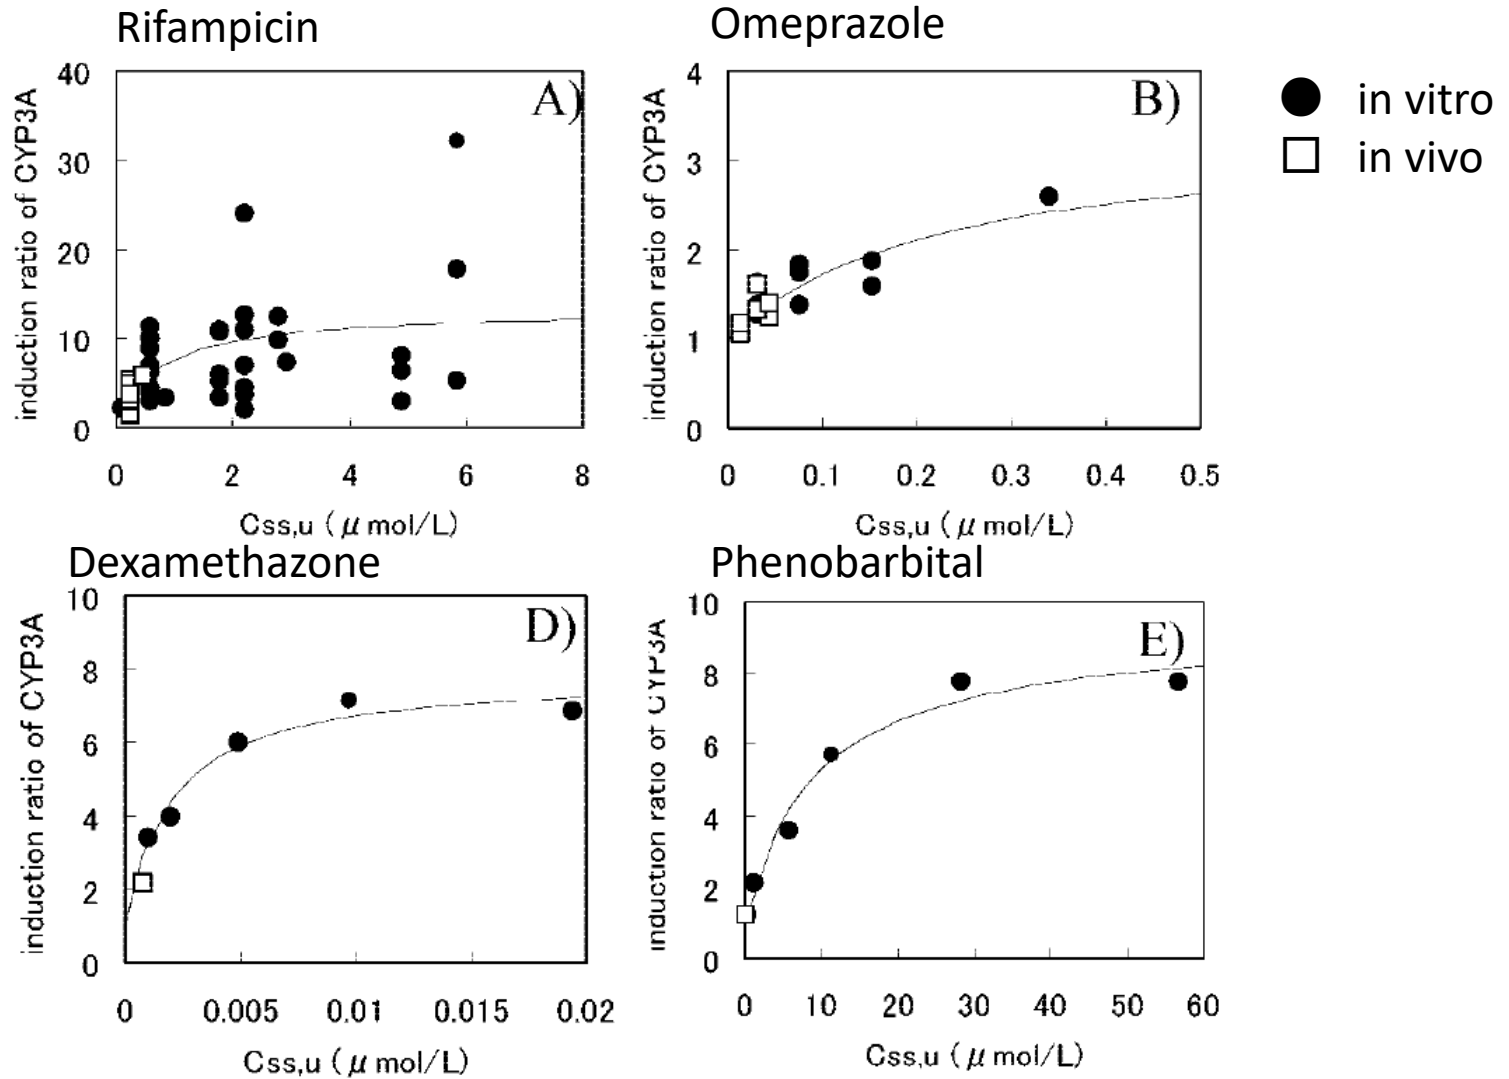 Rifampicin
Omeprazole
A)
40
30
20
10
0
0 2 4 6 8
induction ratio of CYP3A
Css,u (μ mol/L)
B)
4
3
2
1
0
0 0.1 0.2 0.3 0.4 0.5
induction ratio of CYP3A
Css,u (μ mol/L)
in vitro
in vivo
Dexamethazone
Phenobarbital
D)
10
8
6
4
2
0
0 0.005 0.01 0.015 0.02
induction ratio of CYP3A
Css,u (μ mol/L)
E)
10
8
6
4
2
0
0 10 20 30 40 50 60
induction ratio of CYP3A
Css,u (μ mol/L)